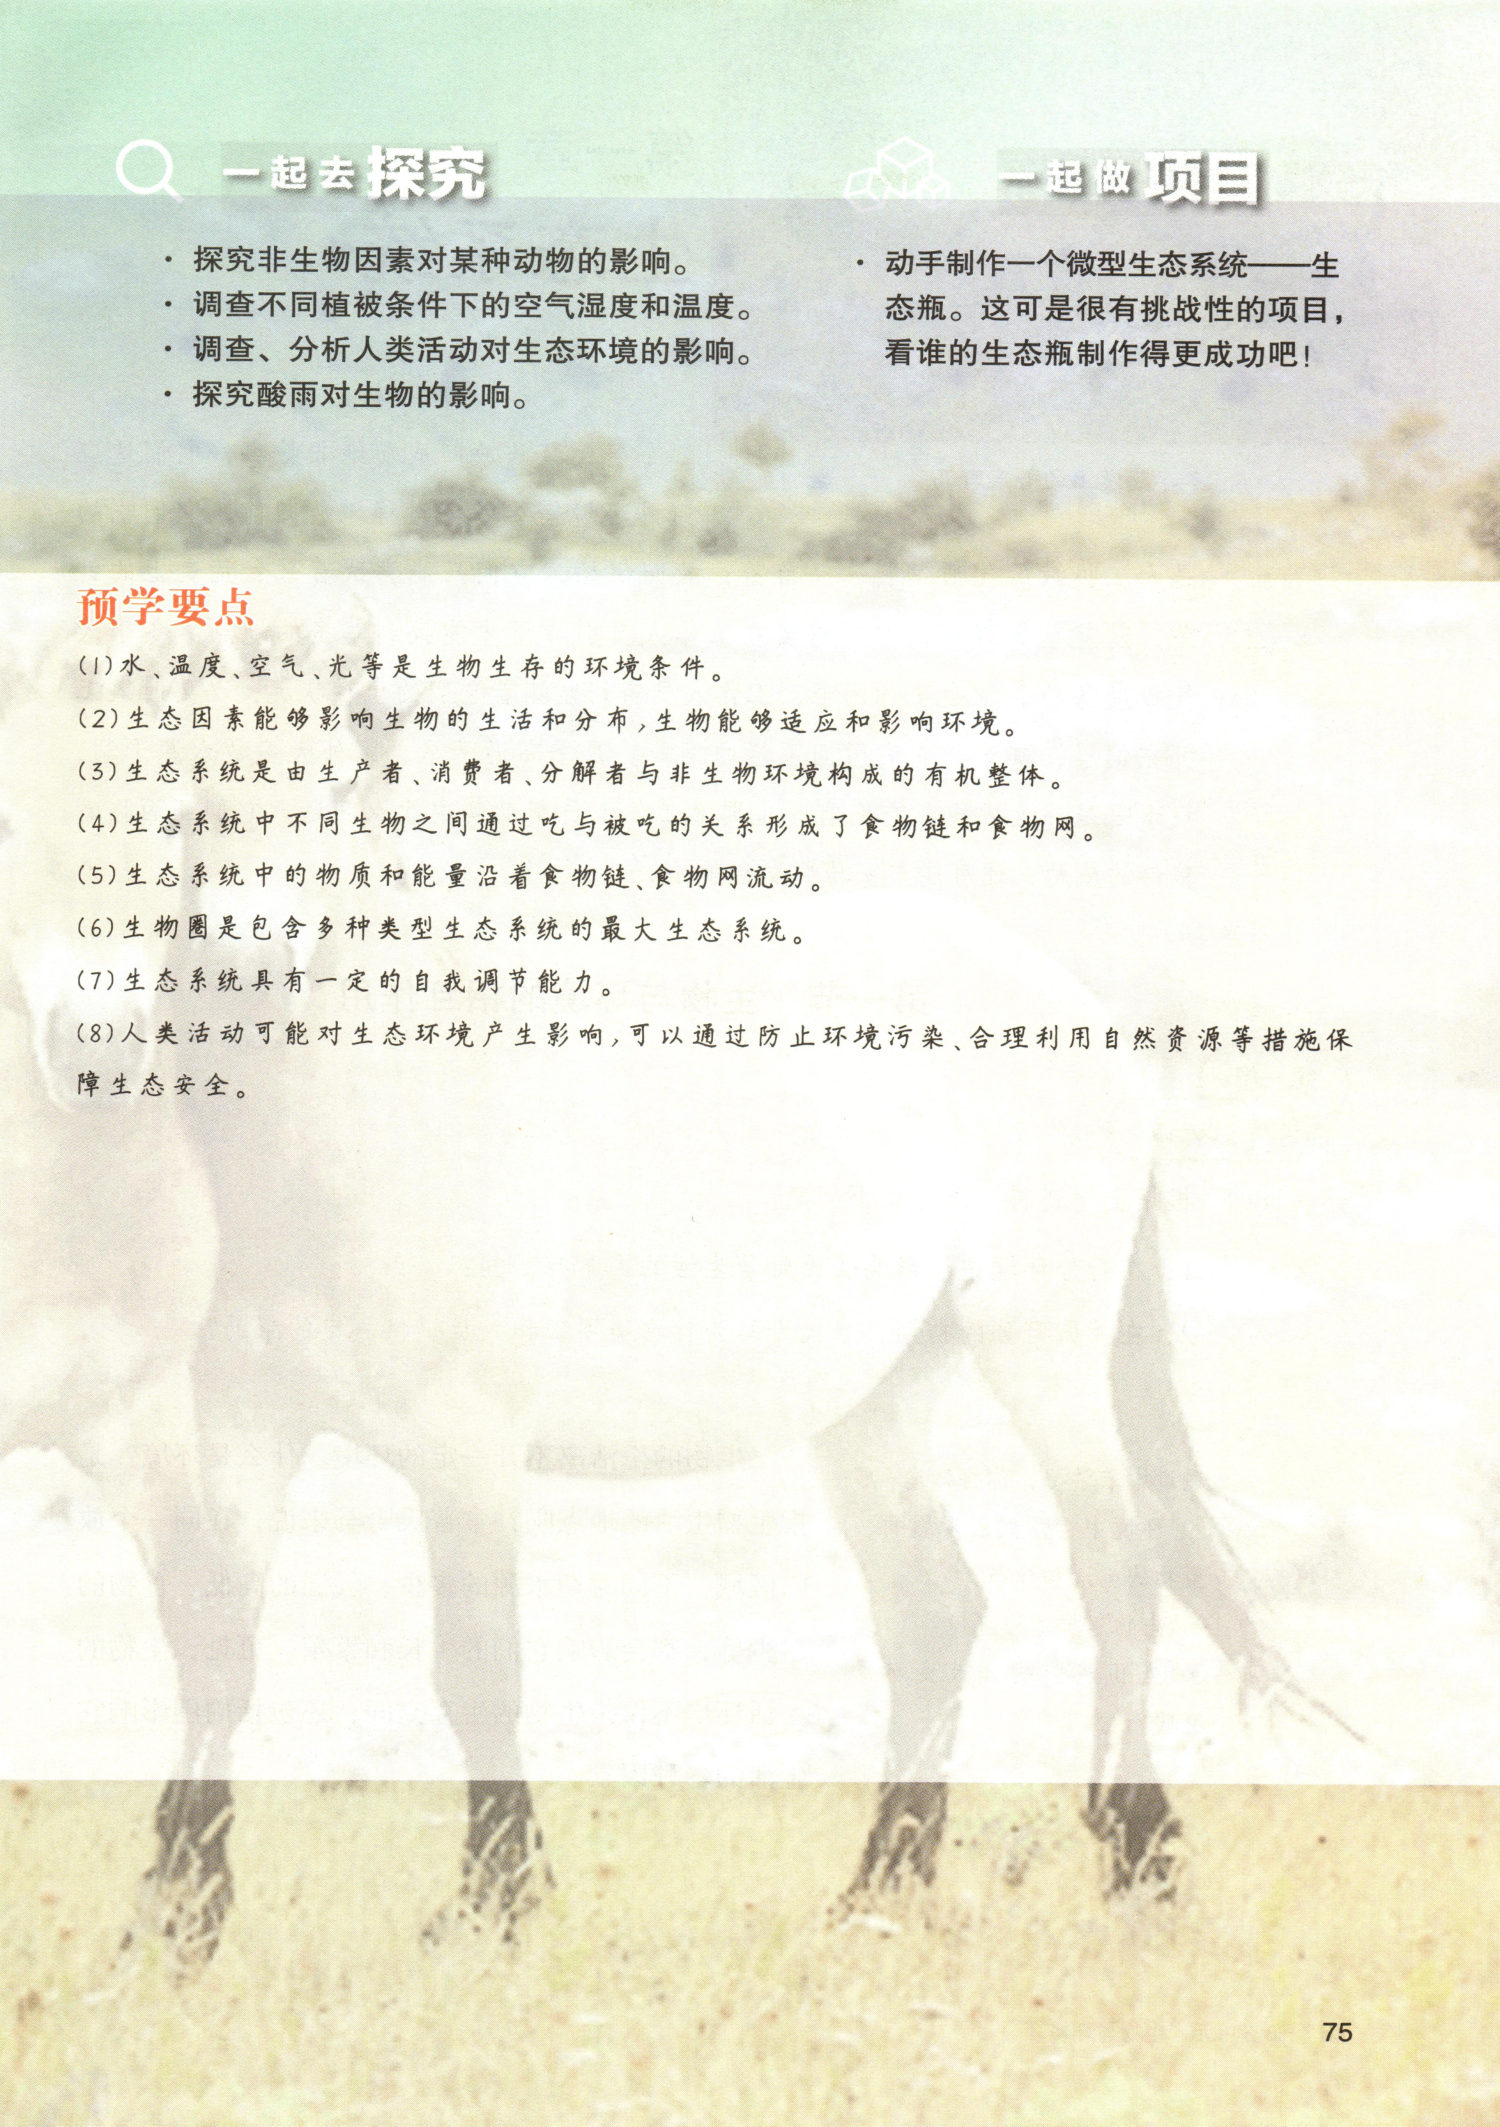 一起去探究
· 探究非生物因素对某种动物的影响。
· 调查不同植被条件下的空气湿度和温度。
· 调查、分析人类活动对生态环境的影响。
· 探究酸雨对生物的影响。
一起做项目
· 动手制作一个微型生态系统——生
态瓶。这可是很有挑战性的项目，
看谁的生态瓶制作得更成功吧！
预学要点
(1)水、温度、空气、光等是生物生存的环境条件。
(2)生态因素能够影响生物的生活和分布,生物能够适应和影响环境。
(3)生态系统是由生产者、消费者、分解者与非生物环境构成的有机整体。
(4)生态系统中不同生物之间通过吃与被吃的关系形成了食物链和食物网。
(5)生态系统中的物质和能量沿着食物链、食物网流动。
(6)生物圈是包含多种类型生态系统的最大生态系统。
(7)生态系统具有一定的自我调节能力。
(8)人类活动可能对生态环境产生影响,可以通过防止环境污染、合理利用自然资源等措施保
障生态安全。
75